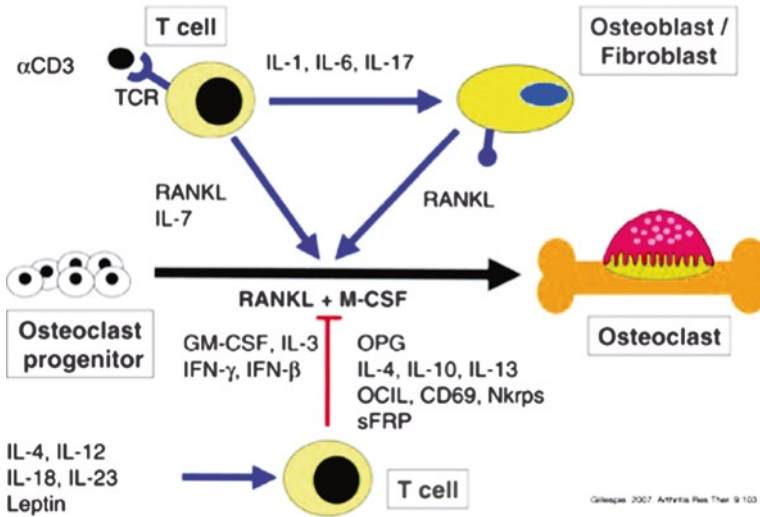 T cell
Osteoblast /
Fibroblast
αCD3
TCR
IL-1, IL-6, IL-17
RANKL
IL-7
RANKL
RANKL + M-CSF
Osteoclast
progenitor
Osteoclast
GM-CSF, IL-3
IFN-γ, IFN-β
OPG
IL-4, IL-10, IL-13
OCIL, CD69, Nkrps
sFRP
IL-4, IL-12
IL-18, IL-23
Leptin
T cell
Gillespie 2007 Arthritis Res Ther 9:103